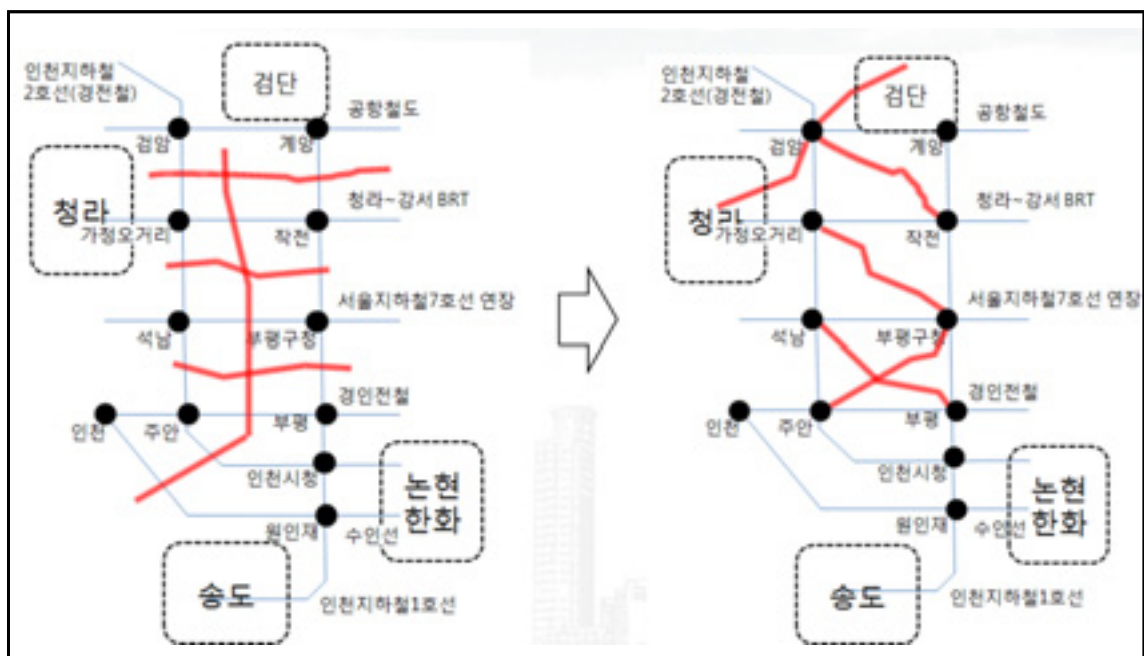 인천지하철
2호선(경전철)
검단
공항철도
검암
계양
청라
청라~강서 BRT
가정오거리
작전
서울지하철7호선 연장
석남
부평구청
경인전철
인천
주안
부평
인천시청
논현
한화
원인재
수인선
송도
인천지하철1호선
인천지하철
2호선(경전철)
검단
공항철도
검암
계양
청라
청라~강서 BRT
가정오거리
작전
서울지하철7호선 연장
석남
부평구청
경인전철
인천
주안
부평
인천시청
논현
한화
원인재
수인선
송도
인천지하철1호선